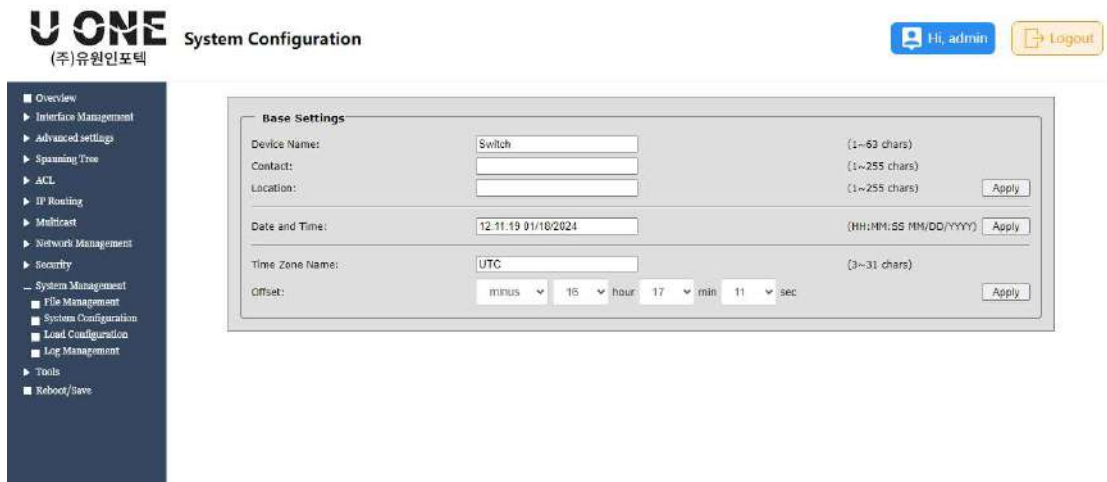 U ONE
(주)유원인포텍
System Configuration
Hi, admin
Logout
Overview
Interface Management
Advanced settings
Spanning Tree
ACL
IP Routing
Multicast
Network Management
Security
System Management
File Management
System Configuration
Load Configuration
Log Management
Tools
Reboot/Save
Base Settings
Device Name: Switch (1~63 chars)
Contact: (1~255 chars)
Location: (1~255 chars) Apply
Date and Time: 12:11:19 01/18/2024 (HH:MM:SS MM/DD/YYYY) Apply
Time Zone Name: UTC (3~31 chars)
Offset: minus 16 hour 17 min 11 sec Apply